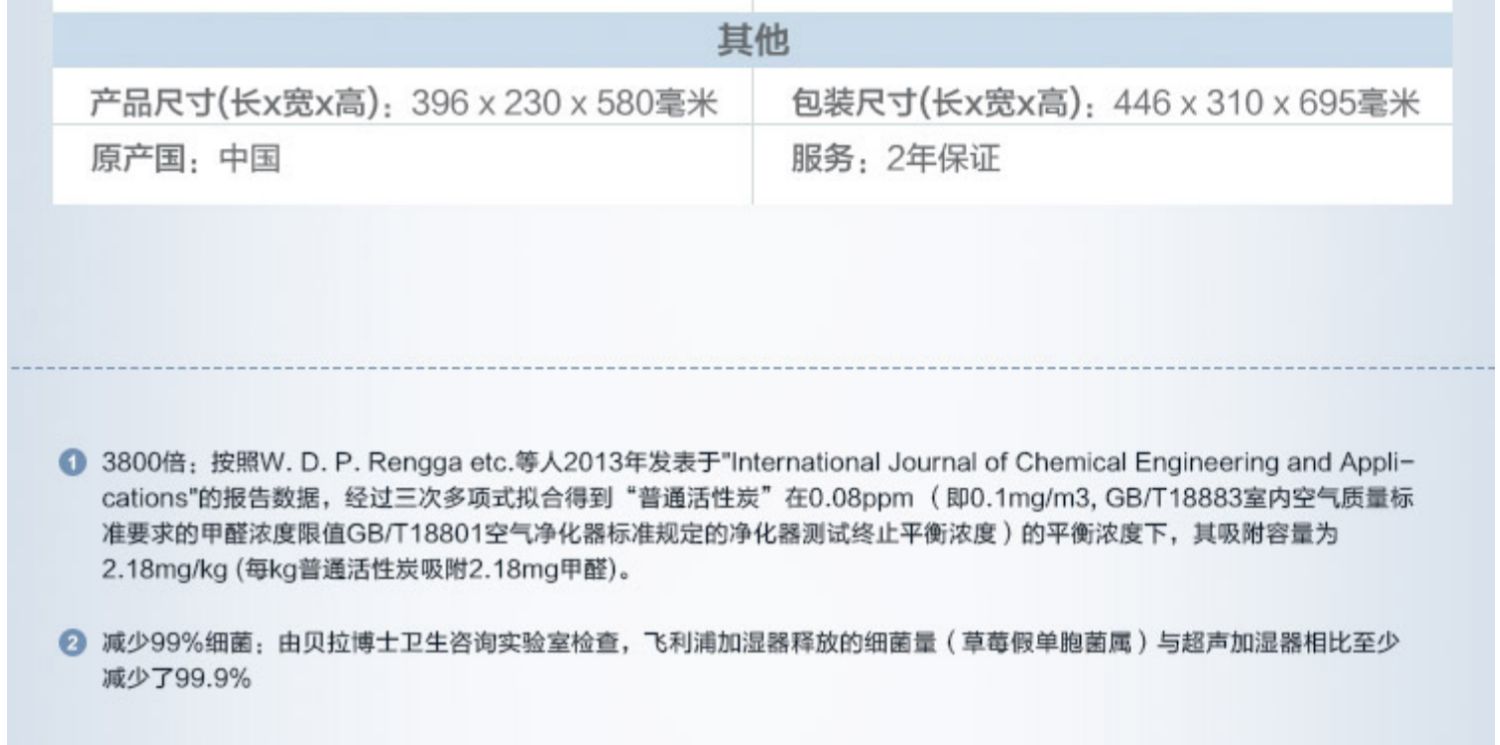 其他
产品尺寸(长x宽x高)：396 x 230 x 580毫米
包装尺寸(长x宽x高)：446 x 310 x 695毫米
原产国：中国
服务：2年保证
1 3800倍：按照W. D. P. Rengga etc.等人2013年发表于"International Journal of Chemical Engineering and Appli-
cations"的报告数据，经过三次多项式拟合得到“普通活性炭”在0.08ppm（即0.1mg/m3, GB/T18883室内空气质量标
准要求的甲醛浓度限值GB/T18801空气净化器标准规定的净化器测试终止平衡浓度）的平衡浓度下，其吸附容量为
2.18mg/kg (每kg普通活性炭吸附2.18mg甲醛)。
2 减少99%细菌：由贝拉博士卫生咨询实验室检查，飞利浦加湿器释放的细菌量（草莓假单胞菌属）与超声加湿器相比至少
减少了99.9%